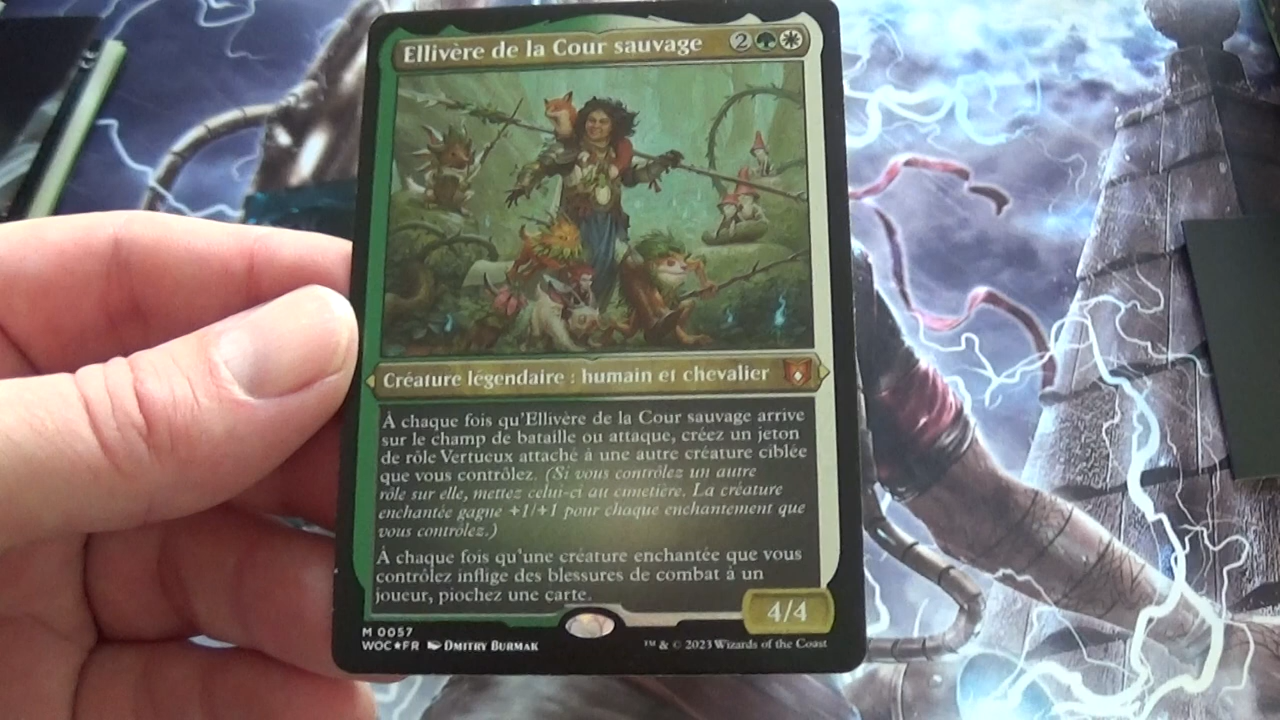 Ellivère de la Cour sauvage 2
Créature légendaire : humain et chevalier
À chaque fois qu'Ellivère de la Cour sauvage arrive
sur le champ de bataille ou attaque, créez un jeton
de rôle Vertueux attaché à une autre créature ciblée
que vous contrôlez. (Si vous contrôlez un autre
rôle sur elle, mettez celui-ci au cimetière. La créature
enchantée gagne +1/+1 pour chaque enchantement que
vous contrôlez.)
À chaque fois qu'une créature enchantée que vous
contrôlez inflige des blessures de combat à un
joueur, piochez une carte.
4/4
M 0057
WOC★FR DMITRY BURMAK
™ & © 2023 Wizards of the Coast